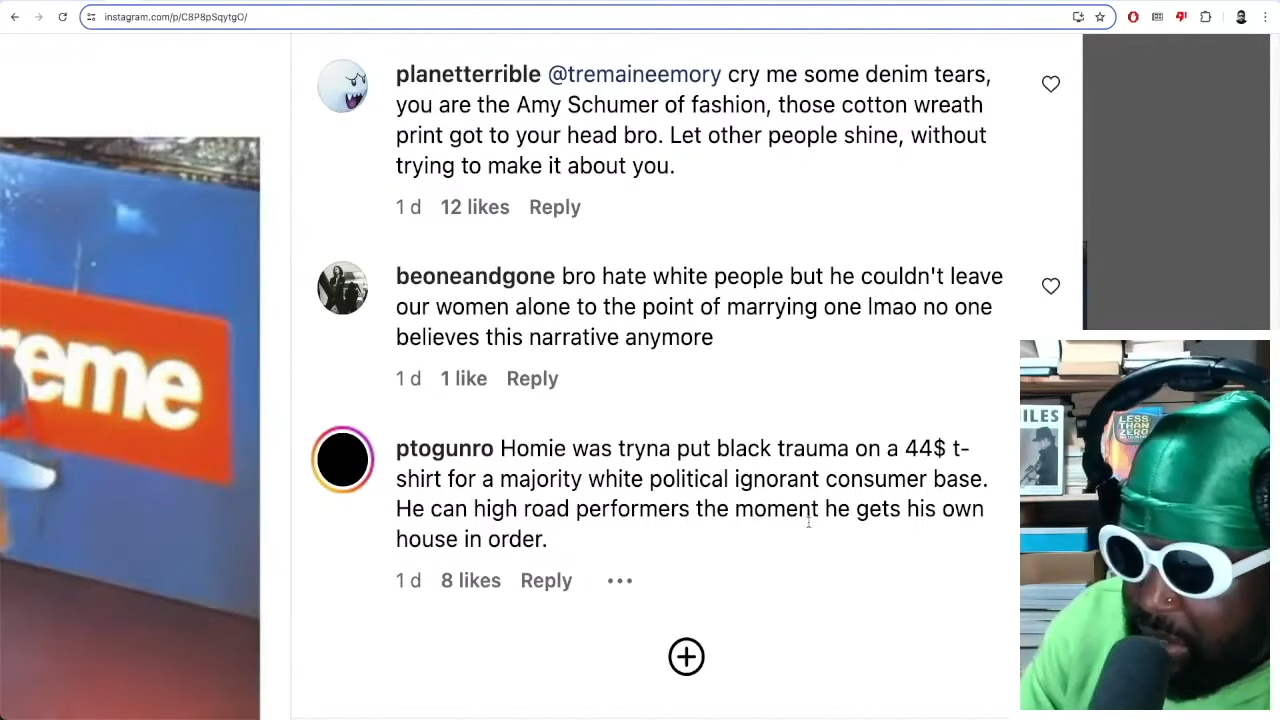 instagram.com/p/C8P8pSqytgO/
planetterrible @tremaineemory cry me some denim tears,
you are the Amy Schumer of fashion, those cotton wreath
print got to your head bro. Let other people shine, without
trying to make it about you.
1 d 12 likes Reply
beoneandgone bro hate white people but he couldn't leave
our women alone to the point of marrying one lmao no one
believes this narrative anymore
1 d 1 like Reply
ptogunro Homie was tryna put black trauma on a 44$ t-
shirt for a majority white political ignorant consumer base.
He can high road performers the moment he gets his own
house in order.
1 d 8 likes Reply
reme
ILES
LESS
THAN
ZERO